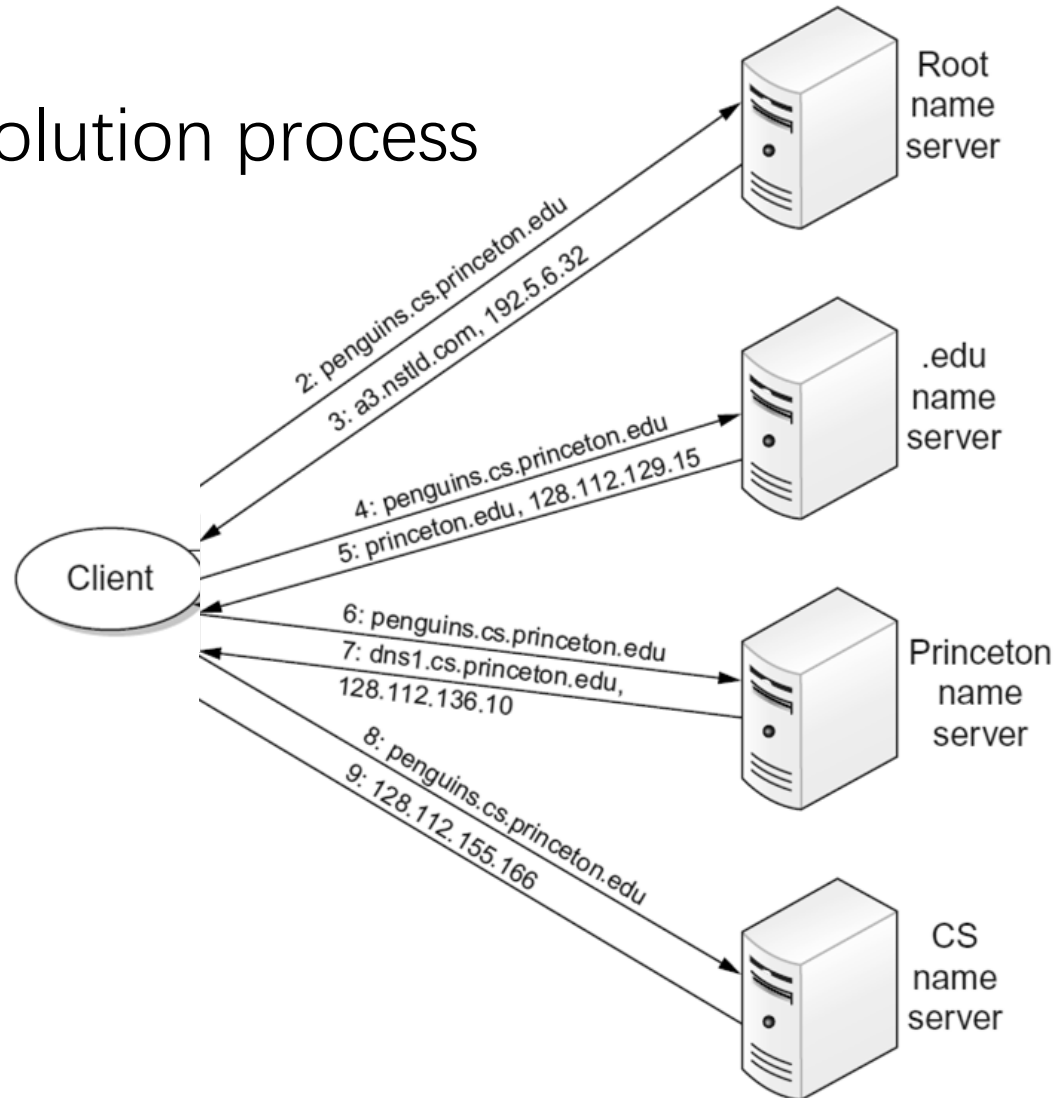 olution process
Root
name
server
2: penguins.cs.princeton.edu
3: a3.nstld.com, 192.5.6.32
.edu
name
server
4: penguins.cs.princeton.edu
5: princeton.edu, 128.112.129.15
Client
6: penguins.cs.princeton.edu
7: dns1.cs.princeton.edu,
128.112.136.10
Princeton
name
server
8: penguins.cs.princeton.edu
9: 128.112.155.166
CS
name
server